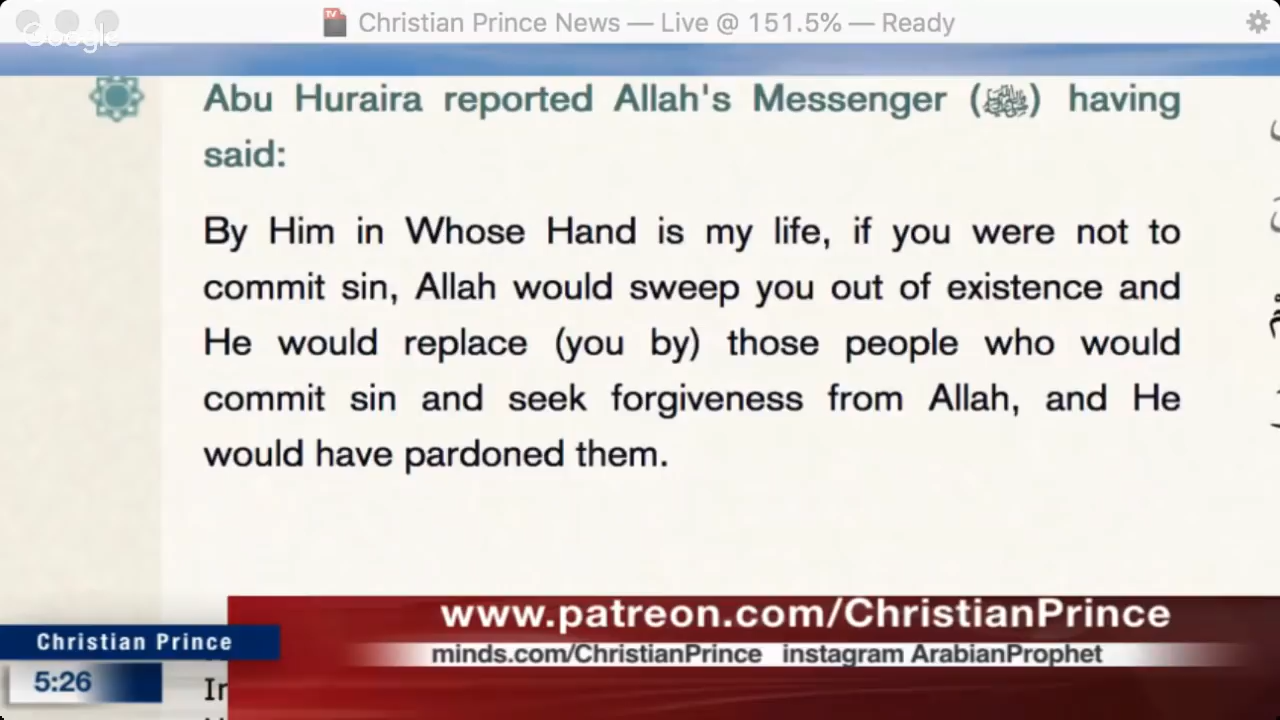 Christian Prince News — Live @ 151.5% — Ready
Google
Abu Huraira reported Allah's Messenger (ﷺ) having
said:
By Him in Whose Hand is my life, if you were not to
commit sin, Allah would sweep you out of existence and
He would replace (you by) those people who would
commit sin and seek forgiveness from Allah, and He
would have pardoned them.
www.patreon.com/ChristianPrince
Christian Prince
minds.com/ChristianPrince instagram ArabianProphet
5:26